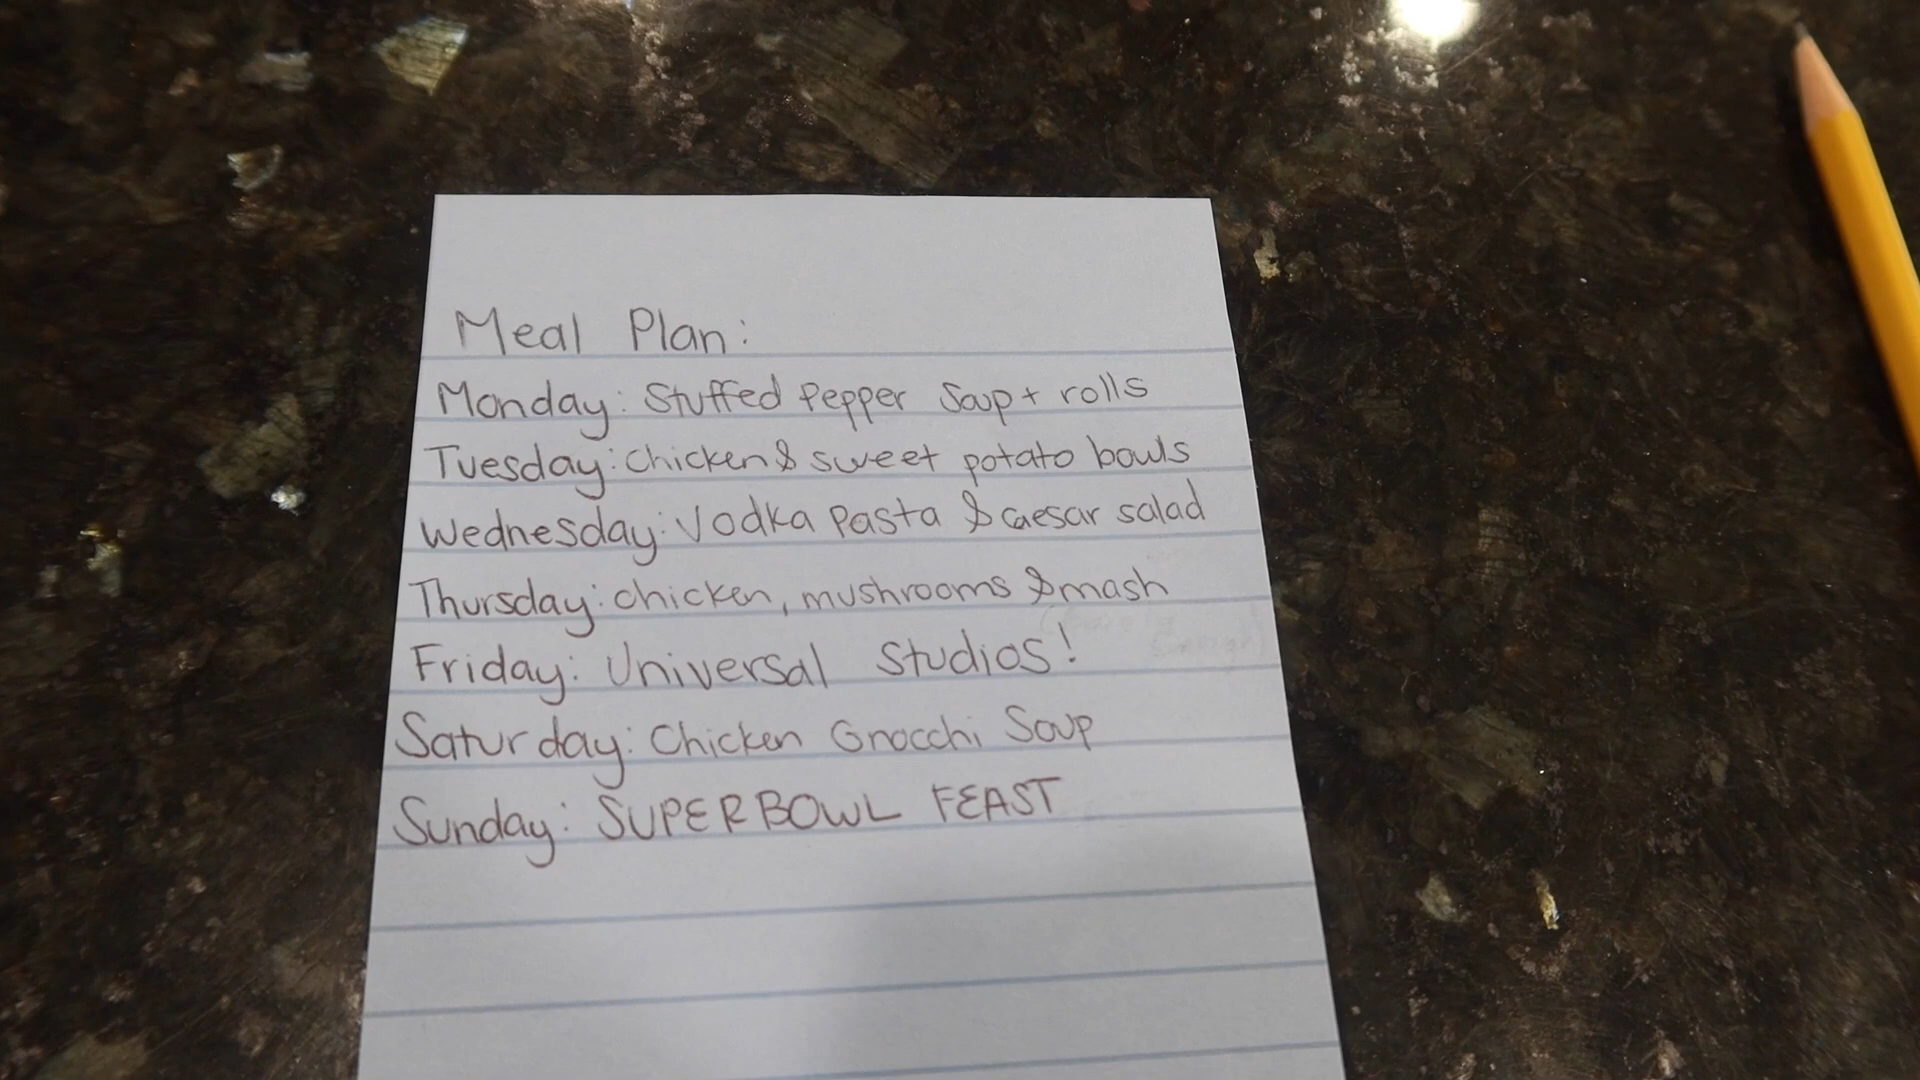 Meal Plan:
Monday: Stuffed Pepper Soup + rolls
Tuesday: Chicken & sweet potato bowls
Wednesday: Vodka Pasta & caesar salad
Thursday: chicken, mushrooms & mash
Friday: Universal Studios!
Saturday: Chicken Gnocchi Soup
Sunday: SUPERBOWL FEAST